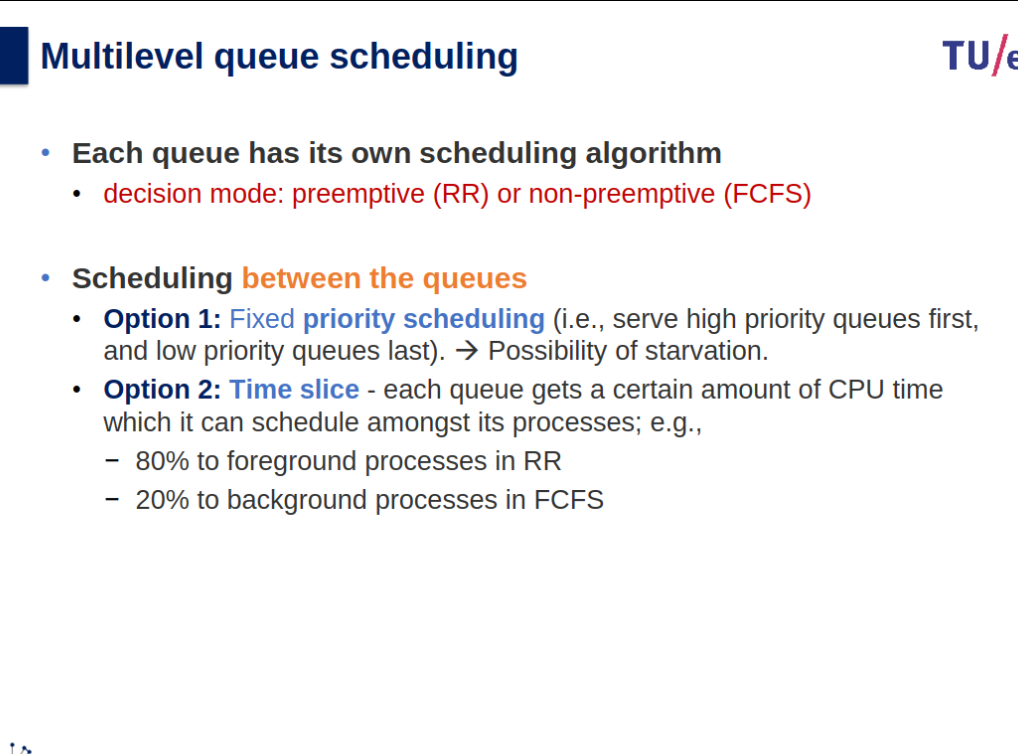 Multilevel queue scheduling
TU/e
• Each queue has its own scheduling algorithm
• decision mode: preemptive (RR) or non-preemptive (FCFS)
• Scheduling between the queues
• Option 1: Fixed priority scheduling (i.e., serve high priority queues first,
and low priority queues last). → Possibility of starvation.
• Option 2: Time slice - each queue gets a certain amount of CPU time
which it can schedule amongst its processes; e.g.,
− 80% to foreground processes in RR
− 20% to background processes in FCFS